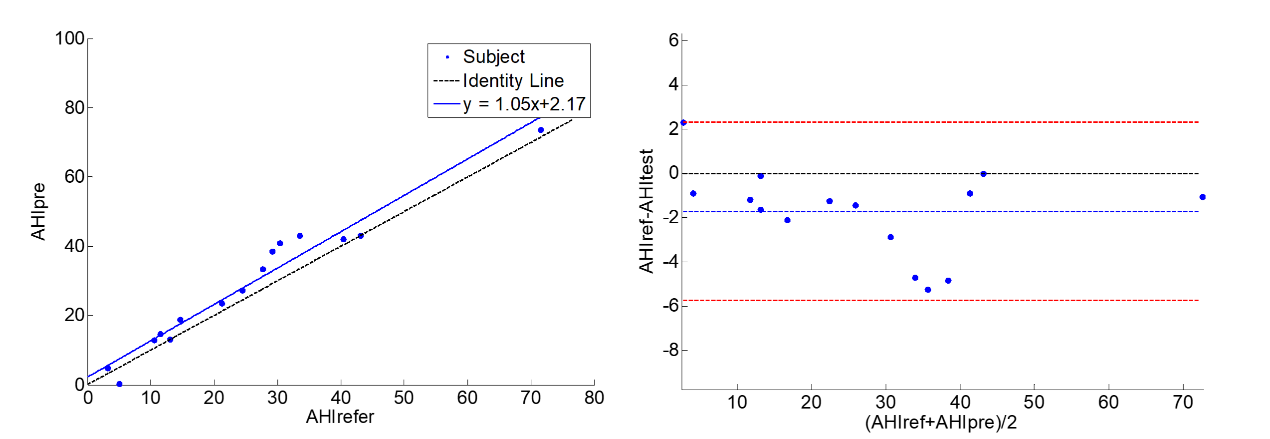 100
80
60
40
20
0
AHIpre
Subject
Identity Line
y = 1.05x+2.17
0 10 20 30 40 50 60 70 80
AHIrefer
6
4
2
0
-2
-4
-6
-8
AHIref-AHItest
10 20 30 40 50 60 70
(AHIref+AHIpre)/2